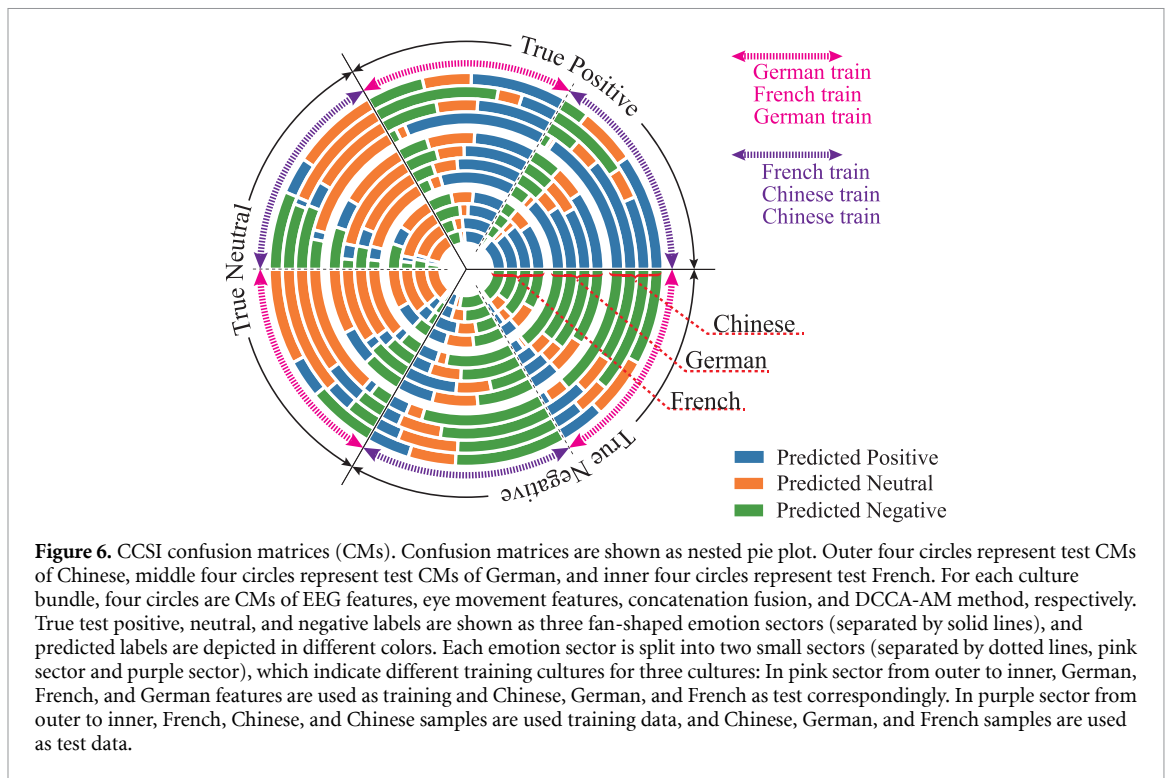 True Positive
German train
French train
German train
French train
Chinese train
Chinese train
True Neutral
Chinese
German
French
True Negative
Predicted Positive
Predicted Neutral
Predicted Negative
Figure 6. CCSI confusion matrices (CMs). Confusion matrices are shown as nested pie plot. Outer four circles represent test CMs
of Chinese, middle four circles represent test CMs of German, and inner four circles represent test French. For each culture
bundle, four circles are CMs of EEG features, eye movement features, concatenation fusion, and DCCA-AM method, respectively.
True test positive, neutral, and negative labels are shown as three fan-shaped emotion sectors (separated by solid lines), and
predicted labels are depicted in different colors. Each emotion sector is split into two small sectors (separated by dotted lines, pink
sector and purple sector), which indicate different training cultures for three cultures: In pink sector from outer to inner, German,
French, and German features are used as training and Chinese, German, and French as test correspondingly. In purple sector from
outer to inner, French, Chinese, and Chinese samples are used training data, and Chinese, German, and French samples are used
as test data.